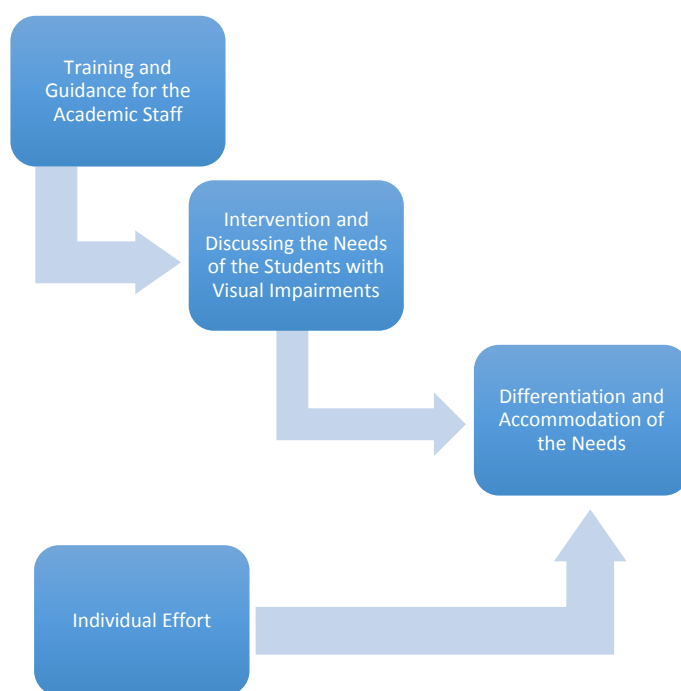 Training and
Guidance for the
Academic Staff
Intervention and
Discussing the Needs
of the Students with
Visual Impairments
Differentiation and
Accommodation of
the Needs
Individual Effort